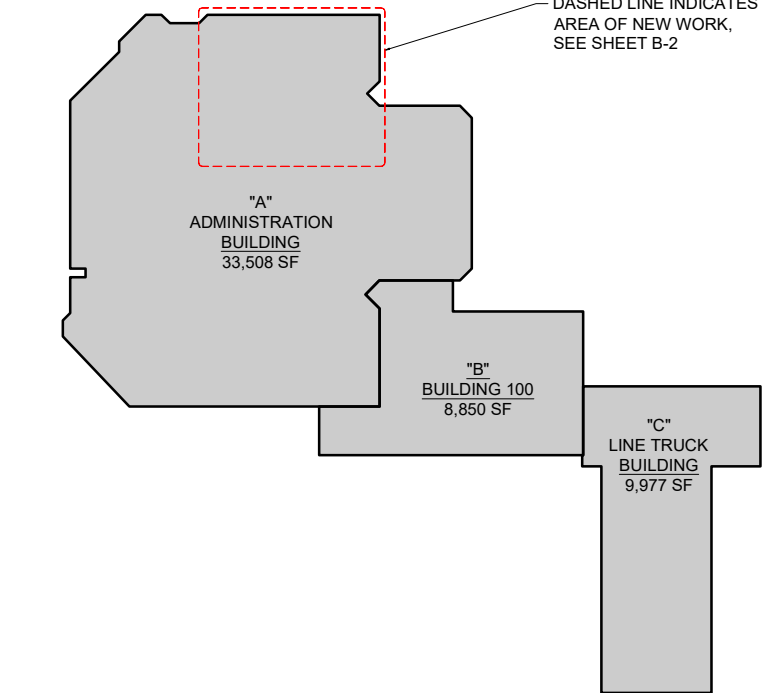 DASHED LINE INDICATES
AREA OF NEW WORK,
SEE SHEET B-2
"A"
ADMINISTRATION
BUILDING
33,508 SF
"B"
BUILDING 100
8,850 SF
"C"
LINE TRUCK
BUILDING
9,977 SF